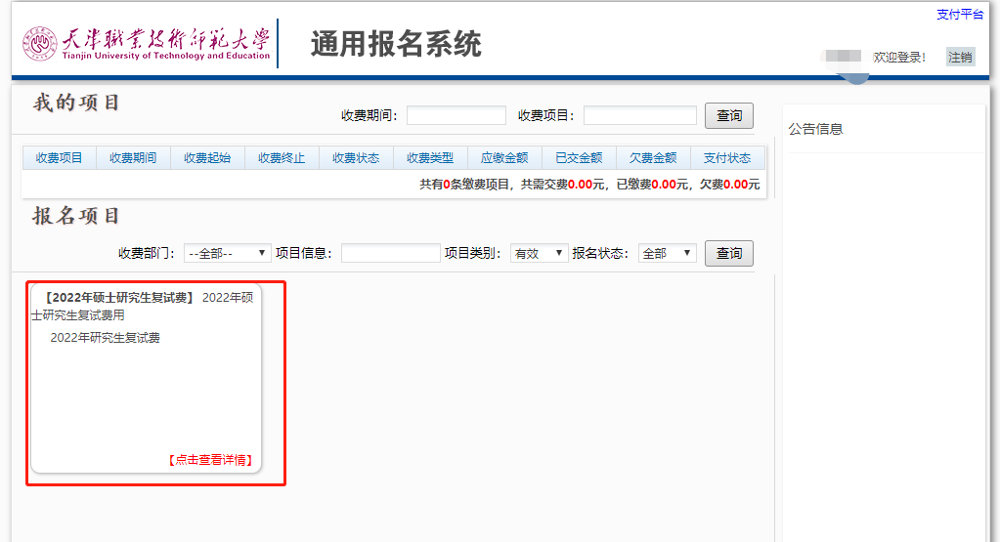 支付平台
天津職業技術師範大學
Tianjin University of Technology and Education
通用报名系统
欢迎登录! 注销
我的项目
收费期间： 收费项目： 查询
公告信息
收费项目 收费期间 收费起始 收费终止 收费状态 收费类型 应缴金额 已交金额 欠费金额 支付状态
共有0条缴费项目，共需交费0.00元，已缴费0.00元，欠费0.00元
报名项目
收费部门： --全部-- 项目信息： 项目类别： 有效 报名状态： 全部 查询
【2022年硕士研究生复试费】 2022年硕
士研究生复试费用
2022年研究生复试费
【点击查看详情】